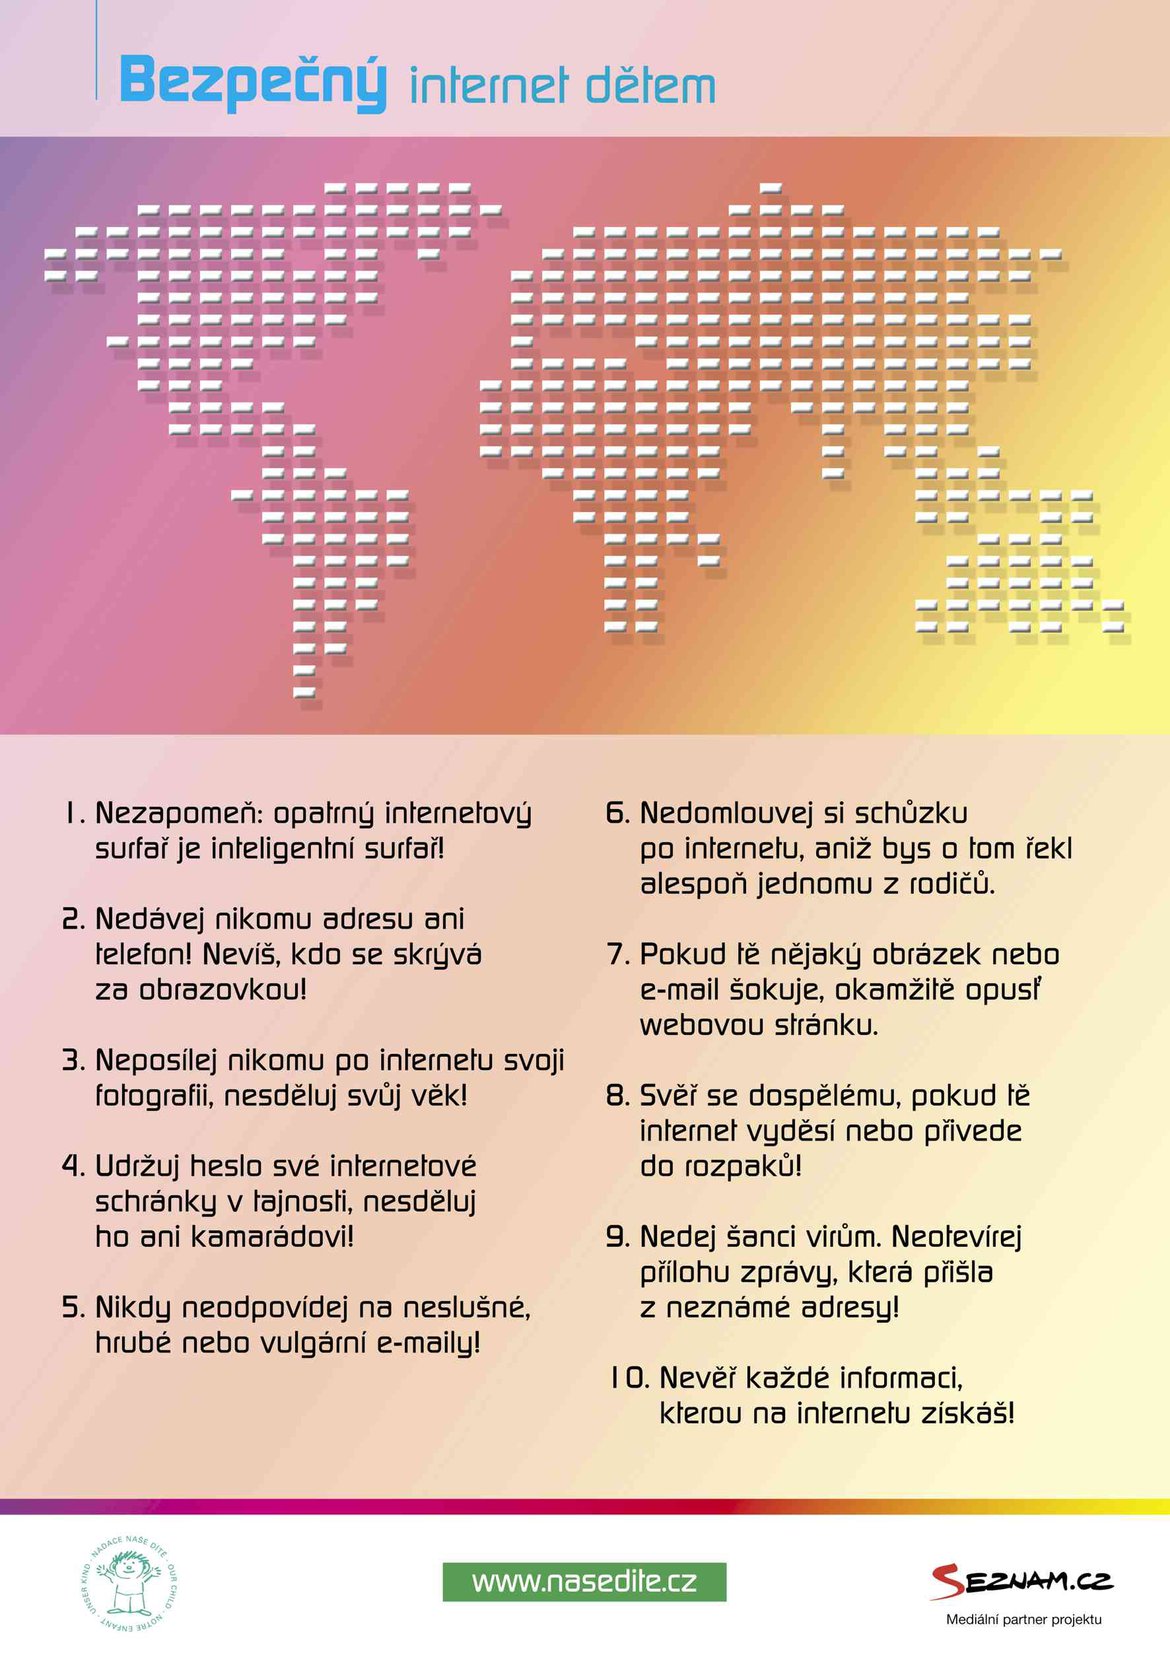 Bezpečný internet dětem
1. Nezapomeň: opatrný internetový
surfař je inteligentní surfař!
2. Nedávej nikomu adresu ani
telefon! Nevíš, kdo se skrývá
za obrazovkou!
3. Neposílej nikomu po internetu svoji
fotografii, nesděluj svůj věk!
4. Udržuj heslo své internetové
schránky v tajnosti, nesděluj
ho ani kamarádovi!
5. Nikdy neodpovídej na neslušné,
hrubé nebo vulgární e-maily!
6. Nedomlouvej si schůzku
po internetu, aniž bys o tom řekl
alespoň jednomu z rodičů.
7. Pokud tě nějaký obrázek nebo
e-mail šokuje, okamžitě opusť
webovou stránku.
8. Svěř se dospělému, pokud tě
internet vyděsí nebo přivede
do rozpaků!
9. Nedej šanci virům. Neotevírej
přílohu zprávy, která přišla
z neznámé adresy!
10. Nevěř každé informaci,
kterou na internetu získáš!
NADACE NAŠE DÍTĚ · OUR CHILD · NOTRE ENFANT · UNSER KIND ·
www.nasedite.cz
SEZNAM.CZ
Mediální partner projektu